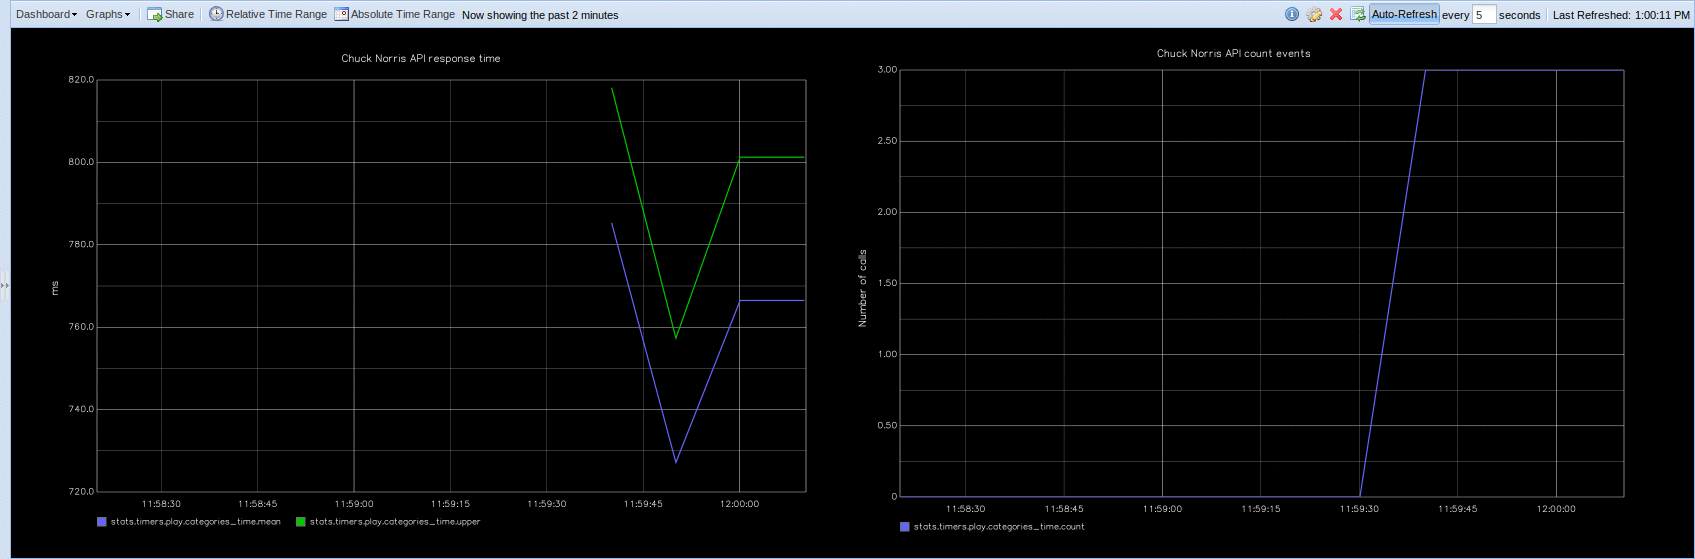 Dashboard Graphs Share Relative Time Range Absolute Time Range Now showing the past 2 minutes Auto-Refresh every 5 seconds Last Refreshed: 1:00:11 PM
Chuck Norris API response time
820.0
800.0
780.0
760.0
740.0
720.0
ms
11:58:30 11:58:45 11:59:00 11:59:15 11:59:30 11:59:45 12:00:00
stats.timers.play.categories_time.mean stats.timers.play.categories_time.upper
Chuck Norris API count events
3.00
2.50
2.00
1.50
1.00
0.50
0
Number of calls
11:58:30 11:58:45 11:59:00 11:59:15 11:59:30 11:59:45 12:00:00
stats.timers.play.categories_time.count